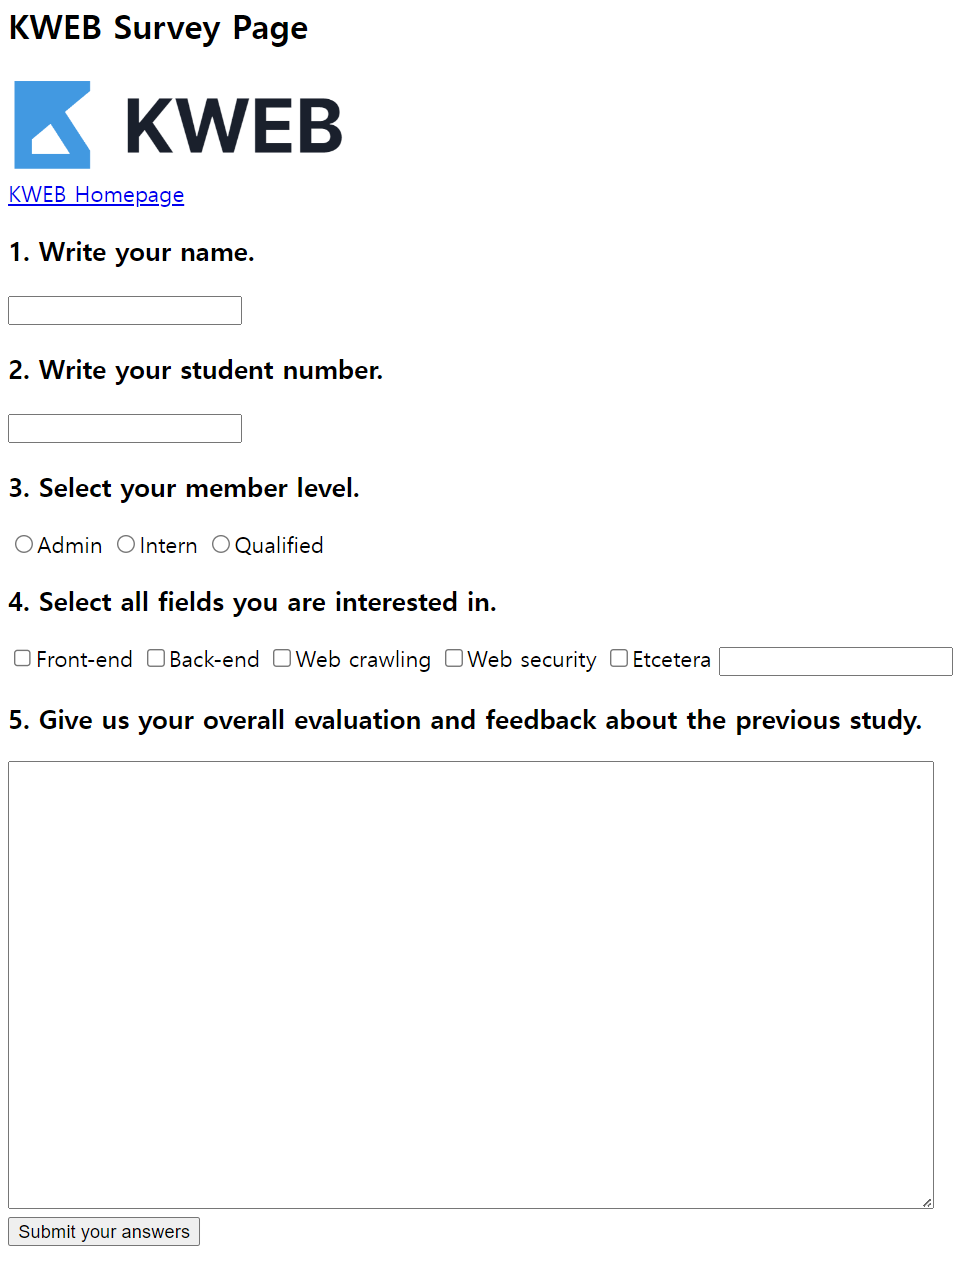 KWEB Survey Page
KWEB
KWEB Homepage
1. Write your name.
2. Write your student number.
3. Select your member level.
Admin Intern Qualified
4. Select all fields you are interested in.
Front-end Back-end Web crawling Web security Etcetera
5. Give us your overall evaluation and feedback about the previous study.
Submit your answers